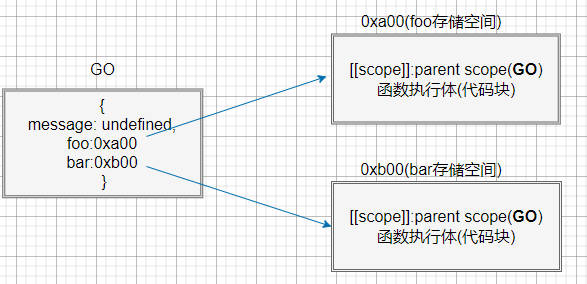 GO
{
message: undefined,
foo:0xa00
bar:0xb00
}
0xa00(foo存储空间)
[[scope]]:parent scope(GO)
函数执行体(代码块)
0xb00(bar存储空间)
[[scope]]:parent scope(GO)
函数执行体(代码块)